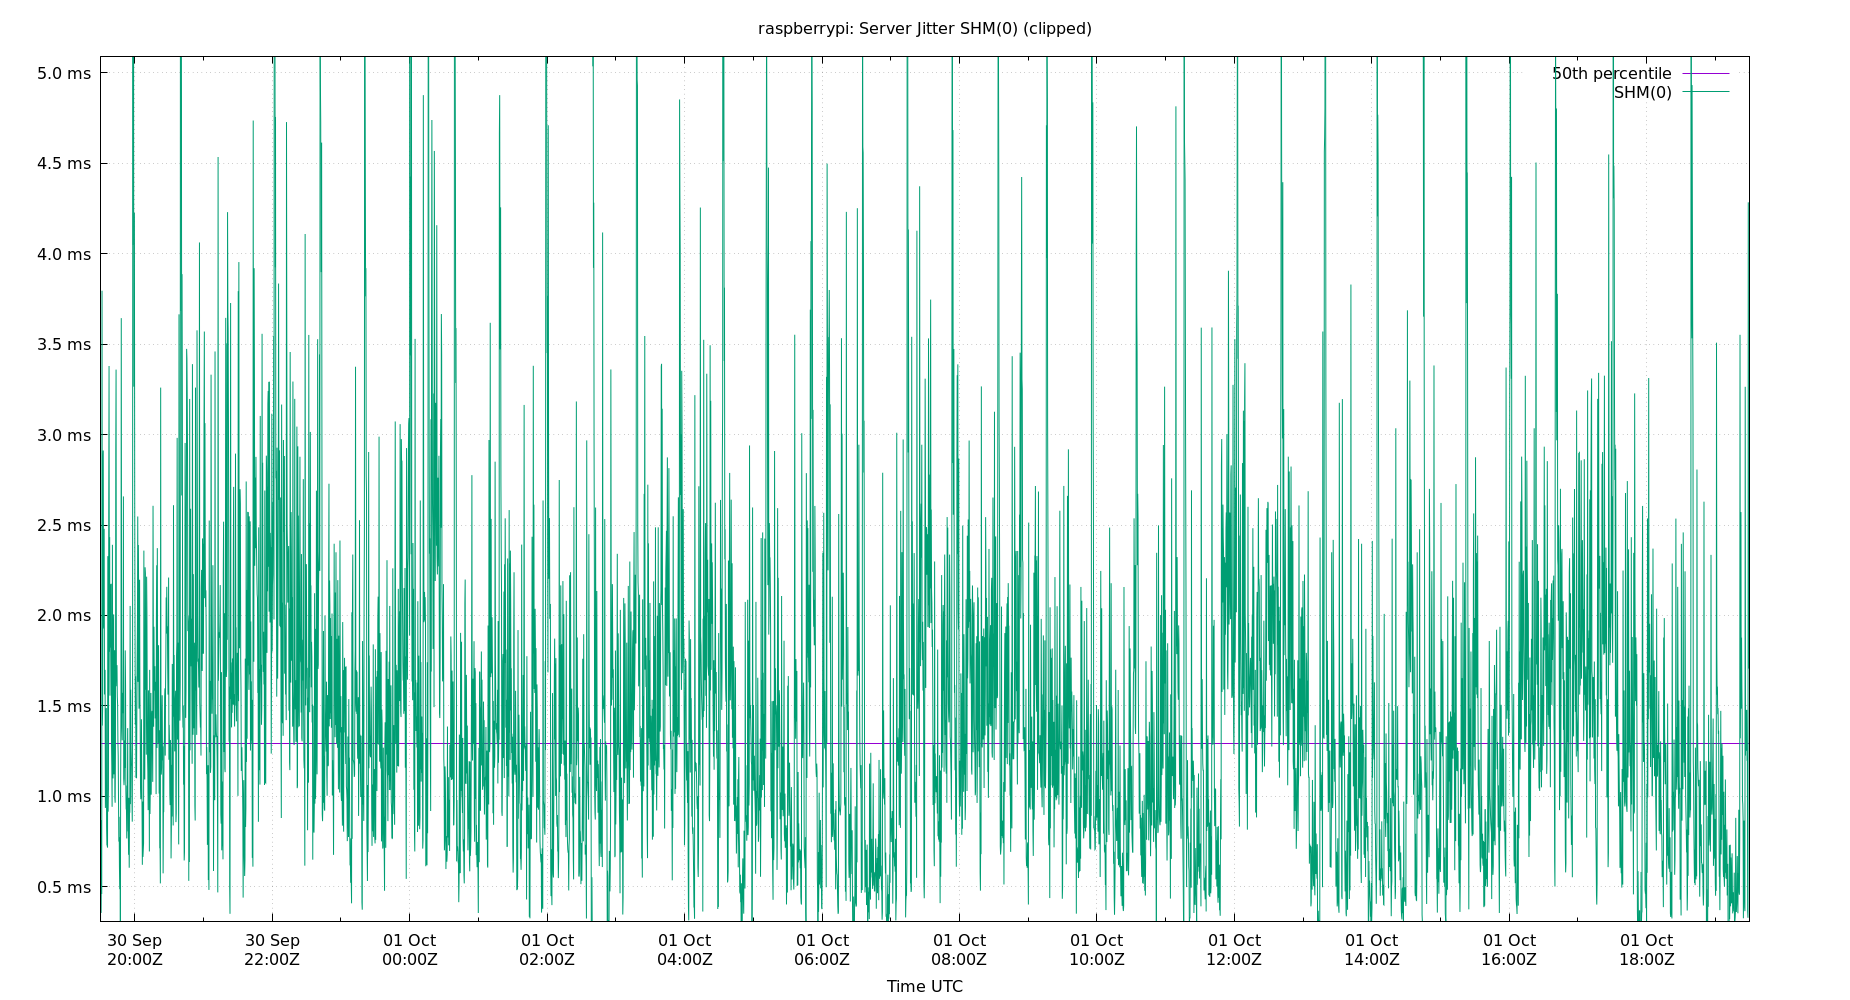 raspberrypi: Server Jitter SHM(0) (clipped)
50th percentile
SHM(0)
5.0 ms
4.5 ms
4.0 ms
3.5 ms
3.0 ms
2.5 ms
2.0 ms
1.5 ms
1.0 ms
0.5 ms
30 Sep 30 Sep 01 Oct 01 Oct 01 Oct 01 Oct 01 Oct 01 Oct 01 Oct 01 Oct 01 Oct 01 Oct
20:00Z 22:00Z 00:00Z 02:00Z 04:00Z 06:00Z 08:00Z 10:00Z 12:00Z 14:00Z 16:00Z 18:00Z
Time UTC